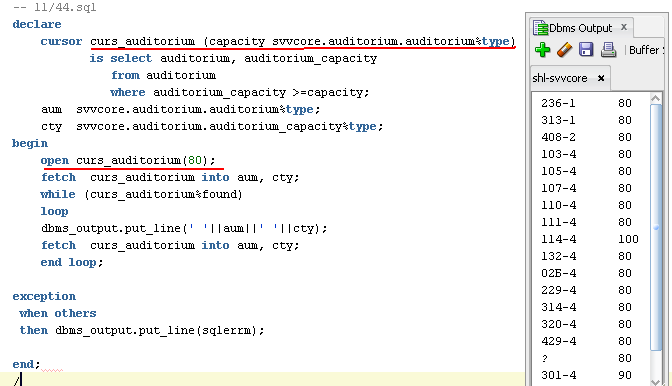 -- 11/44.sql
declare
cursor curs_auditorium (capacity svvcore.auditorium.auditorium%type)
is select auditorium, auditorium_capacity
from auditorium
where auditorium_capacity >=capacity;
aum svvcore.auditorium.auditorium%type;
cty svvcore.auditorium.auditorium_capacity%type;
begin
open curs_auditorium(80);
fetch curs_auditorium into aum, cty;
while (curs_auditorium%found)
loop
dbms_output.put_line(' '||aum||' '||cty);
fetch curs_auditorium into aum, cty;
end loop;
exception
when others
then dbms_output.put_line(sqlerrm);
end;
/
Dbms Output x
Buffer S
shl-svvcore x
236-1 80
313-1 80
408-2 80
103-4 80
105-4 80
107-4 80
110-4 80
111-4 80
114-4 100
132-4 80
02B-4 80
229-4 80
314-4 80
320-4 80
429-4 80
? 80
301-4 90